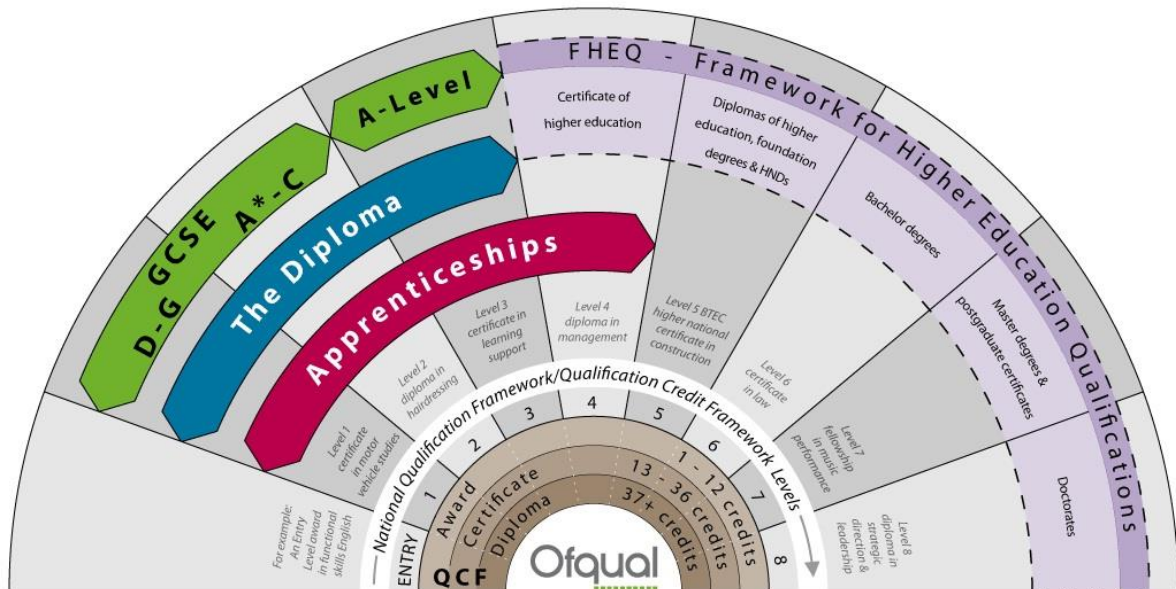 FHEQ - Framework for Higher Education Qualifications
A-Level
GCSE
D-G A*-C
The Diploma
Apprenticeships
Certificate of
higher education
Diplomas of higher
education, foundation
degrees & HNDs
Bachelor degrees
Master degrees &
postgraduate certificates
Doctorates
For example:
An Entry
Level award
in functional
skills English
Level 1
certificate
in motor
vehicle studies
Level 2
diploma in
hairdressing
Level 3
certificate in
learning
support
Level 4
diploma in
management
Level 5 BTEC
higher national
certificate in
construction
Level 6
certificate
in law
Level 7
fellowship
in music
performance
Level 8
diploma in
strategic
direction &
leadership
National Qualification Framework/Qualification Credit Framework Levels
ENTRY 1 2 3 4 5 6 7 8
Award 1 - 12 credits
Certificate 13 - 36 credits
Diploma 37+ credits
QCF
Ofqual